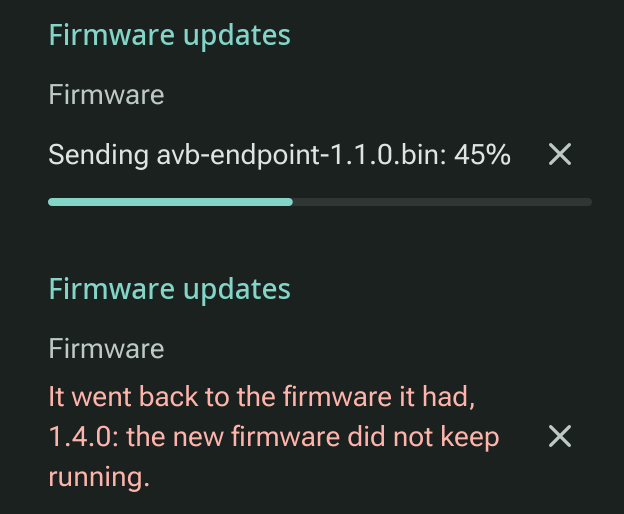 Firmware updates
Firmware
Sending avb-endpoint-1.1.0.bin: 45%
Firmware updates
Firmware
It went back to the firmware it had,
1.4.0: the new firmware did not keep
running.